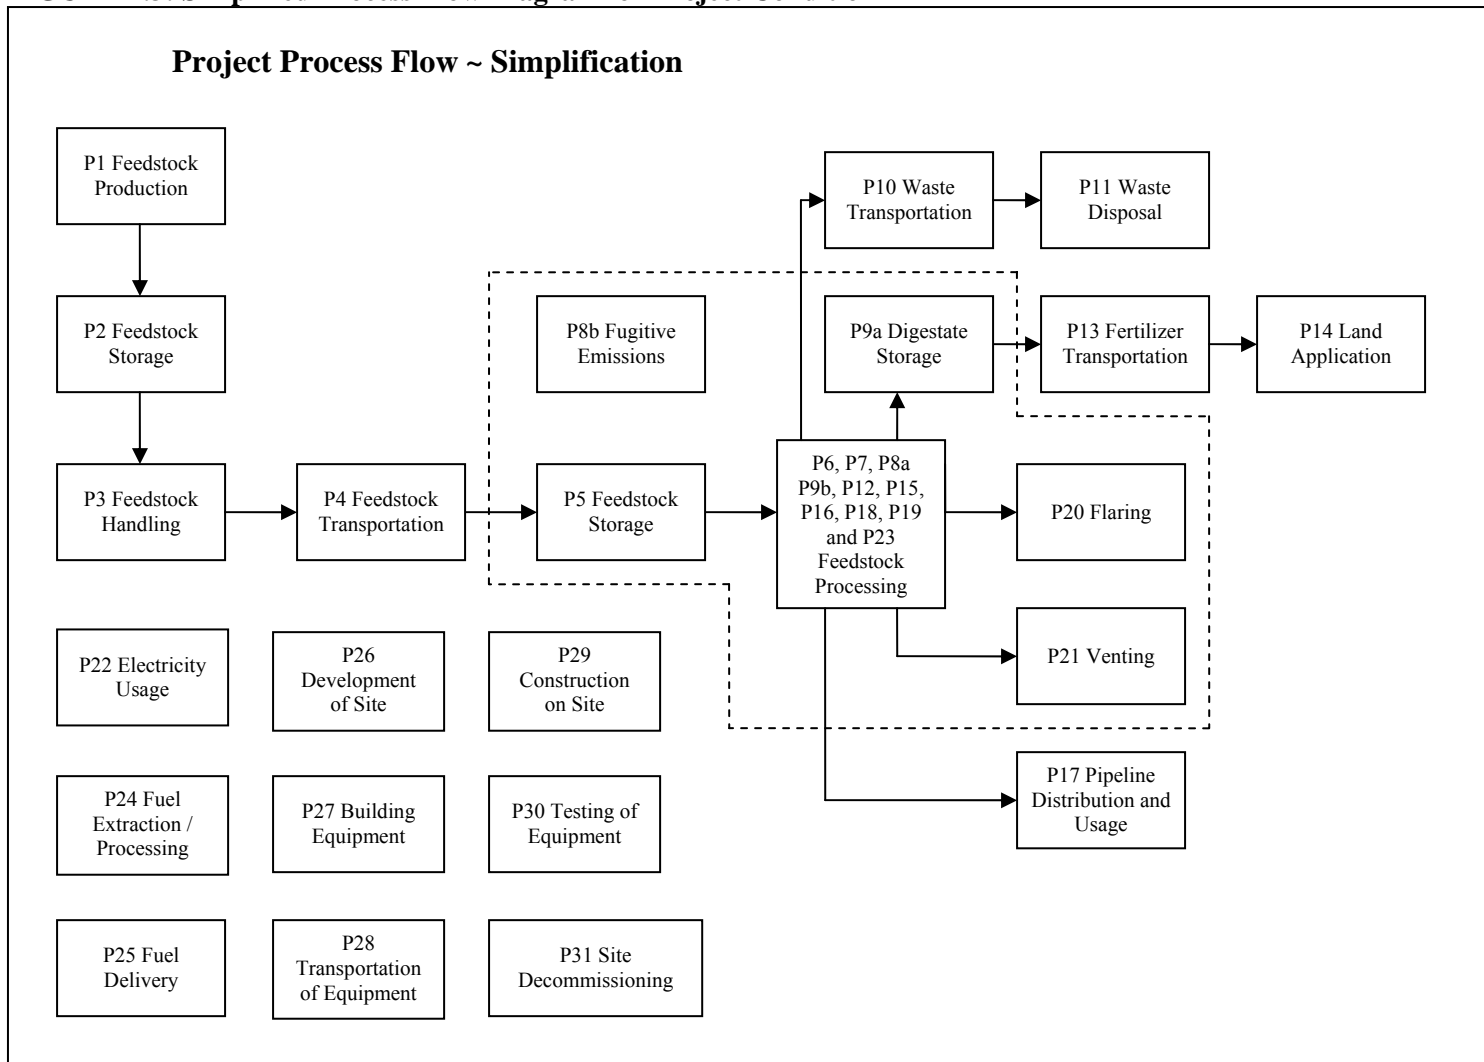 Project Process Flow ~ Simplification
P1 Feedstock
Production
P10 Waste
Transportation
P11 Waste
Disposal
P2 Feedstock
Storage
P8b Fugitive
Emissions
P9a Digestate
Storage
P13 Fertilizer
Transportation
P14 Land
Application
P3 Feedstock
Handling
P4 Feedstock
Transportation
P5 Feedstock
Storage
P6, P7, P8a
P9b, P12, P15,
P16, P18, P19
and P23
Feedstock
Processing
P20 Flaring
P22 Electricity
Usage
P26
Development
of Site
P29
Construction
on Site
P21 Venting
P24 Fuel
Extraction /
Processing
P27 Building
Equipment
P30 Testing of
Equipment
P17 Pipeline
Distribution and
Usage
P25 Fuel
Delivery
P28
Transportation
of Equipment
P31 Site
Decommissioning